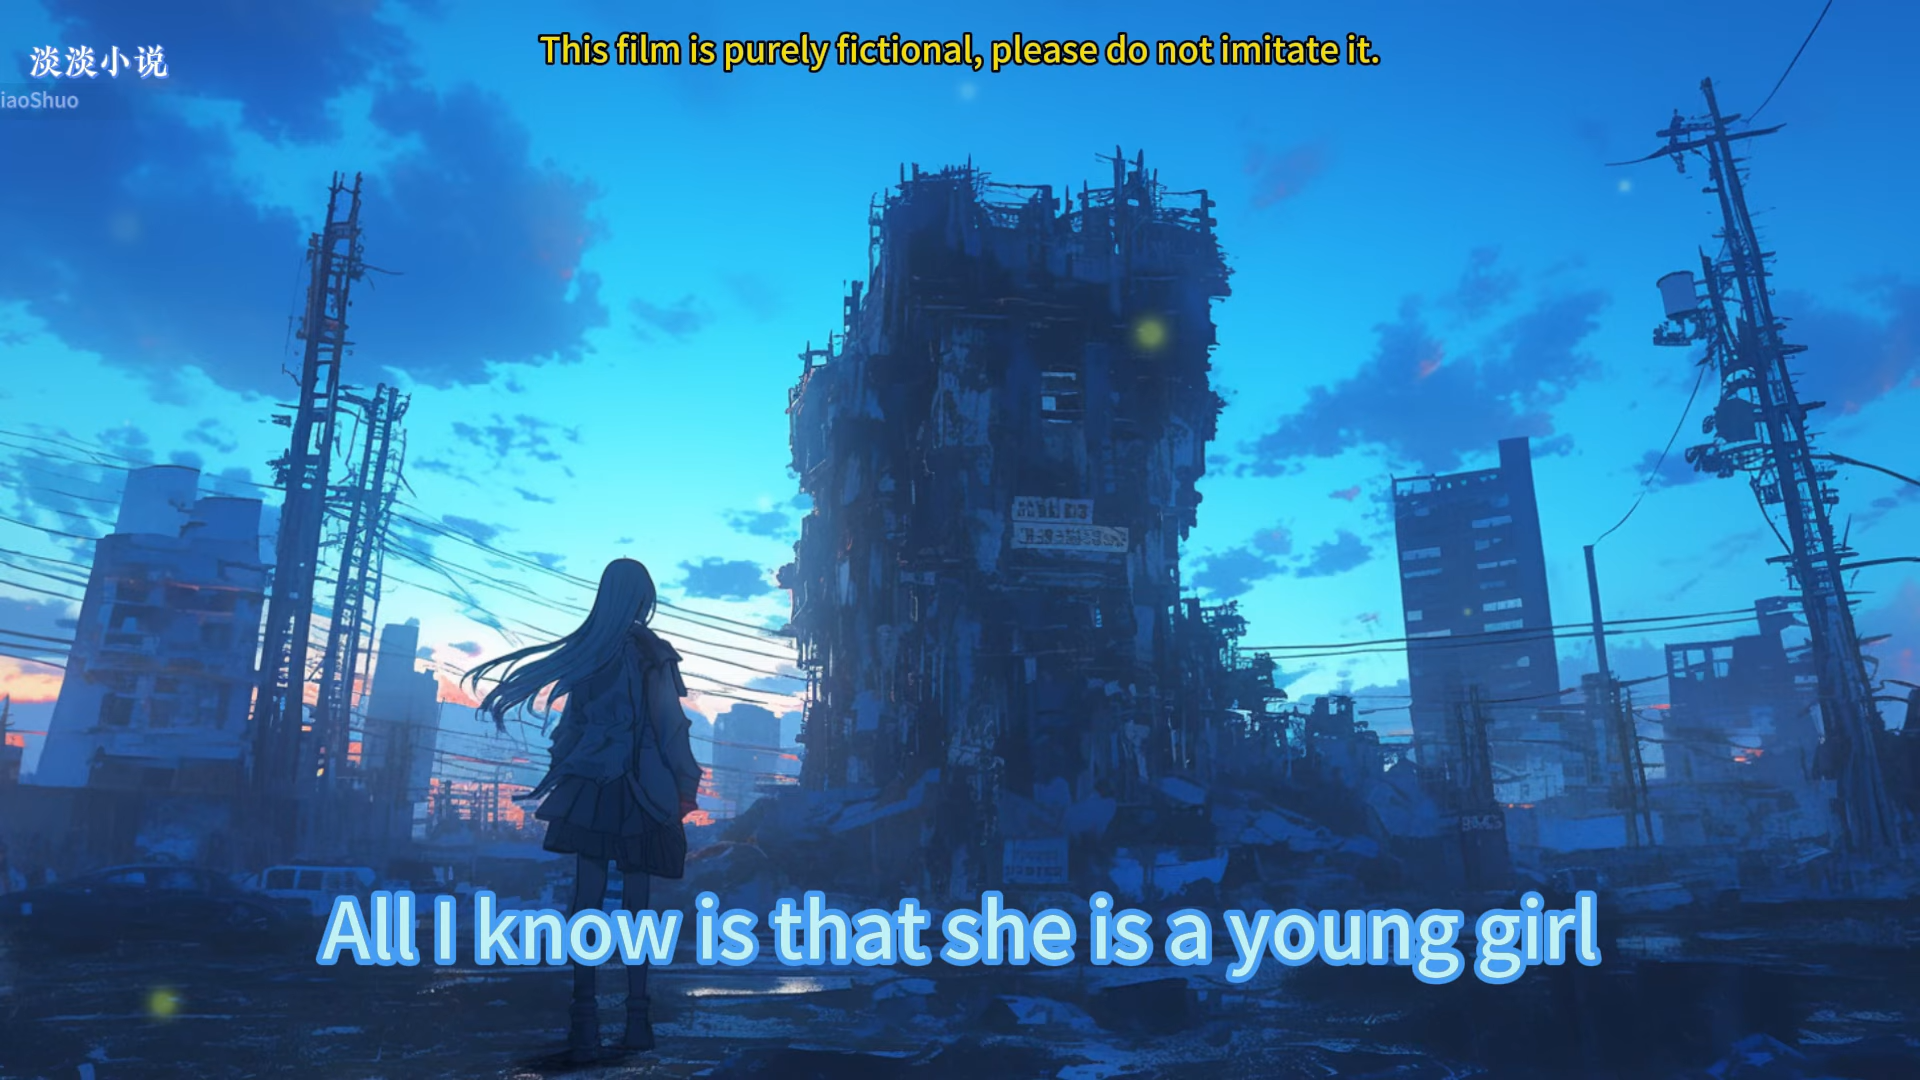 This film is purely fictional, please do not imitate it.
淡淡小说
iaoShuo
All I know is that she is a young girl